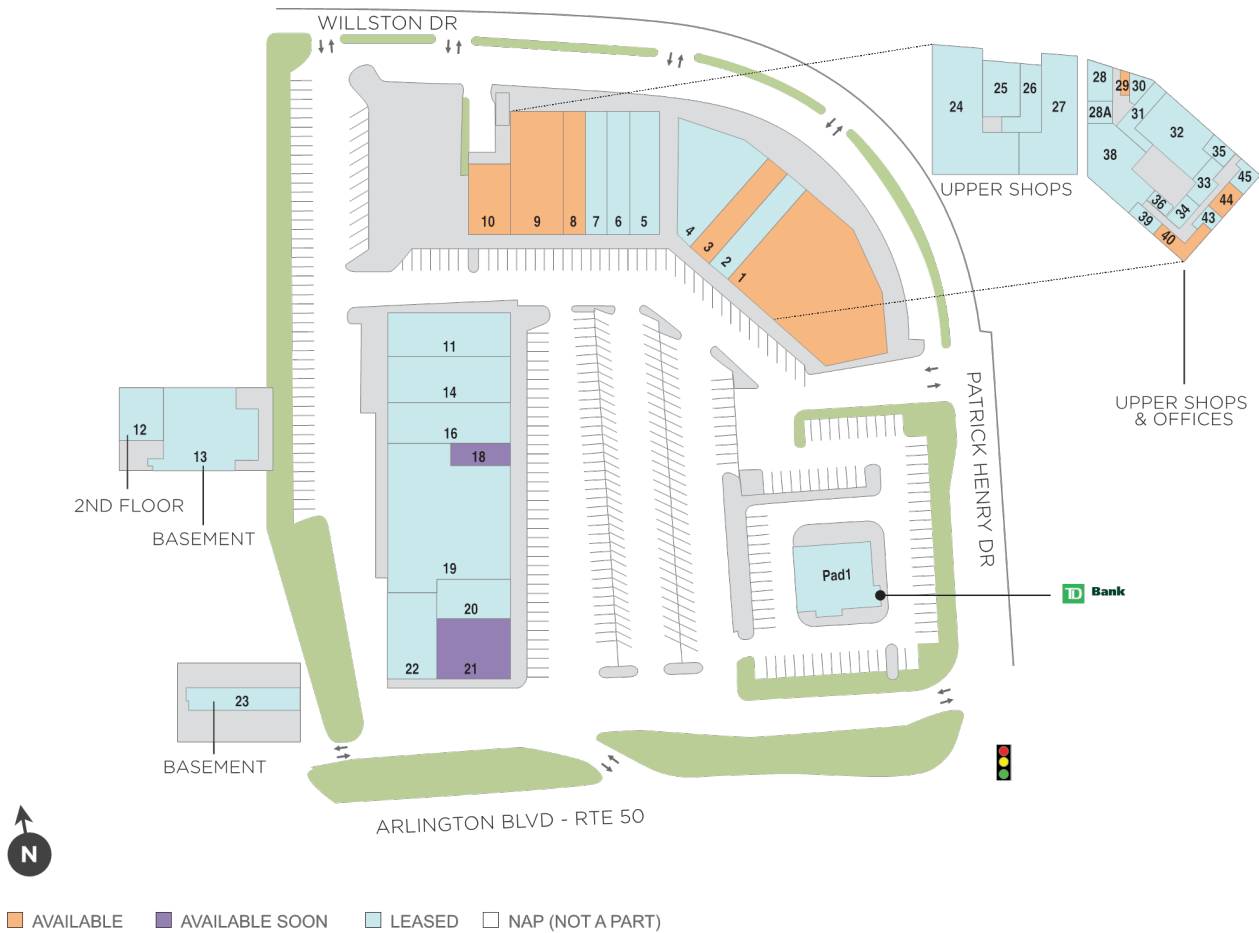 WILLSTON DR
24
25
26
27
UPPER SHOPS
28
29
30
28A
31
32
38
35
45
33
44
36
34
43
39
40
UPPER SHOPS
& OFFICES
10
9
8
7
6
5
4
3
2
1
11
14
16
18
19
20
22
21
12
13
2ND FLOOR
BASEMENT
23
BASEMENT
PATRICK HENRY DR
Pad1
TD Bank
ARLINGTON BLVD - RTE 50
N
AVAILABLE
AVAILABLE SOON
LEASED
NAP (NOT A PART)